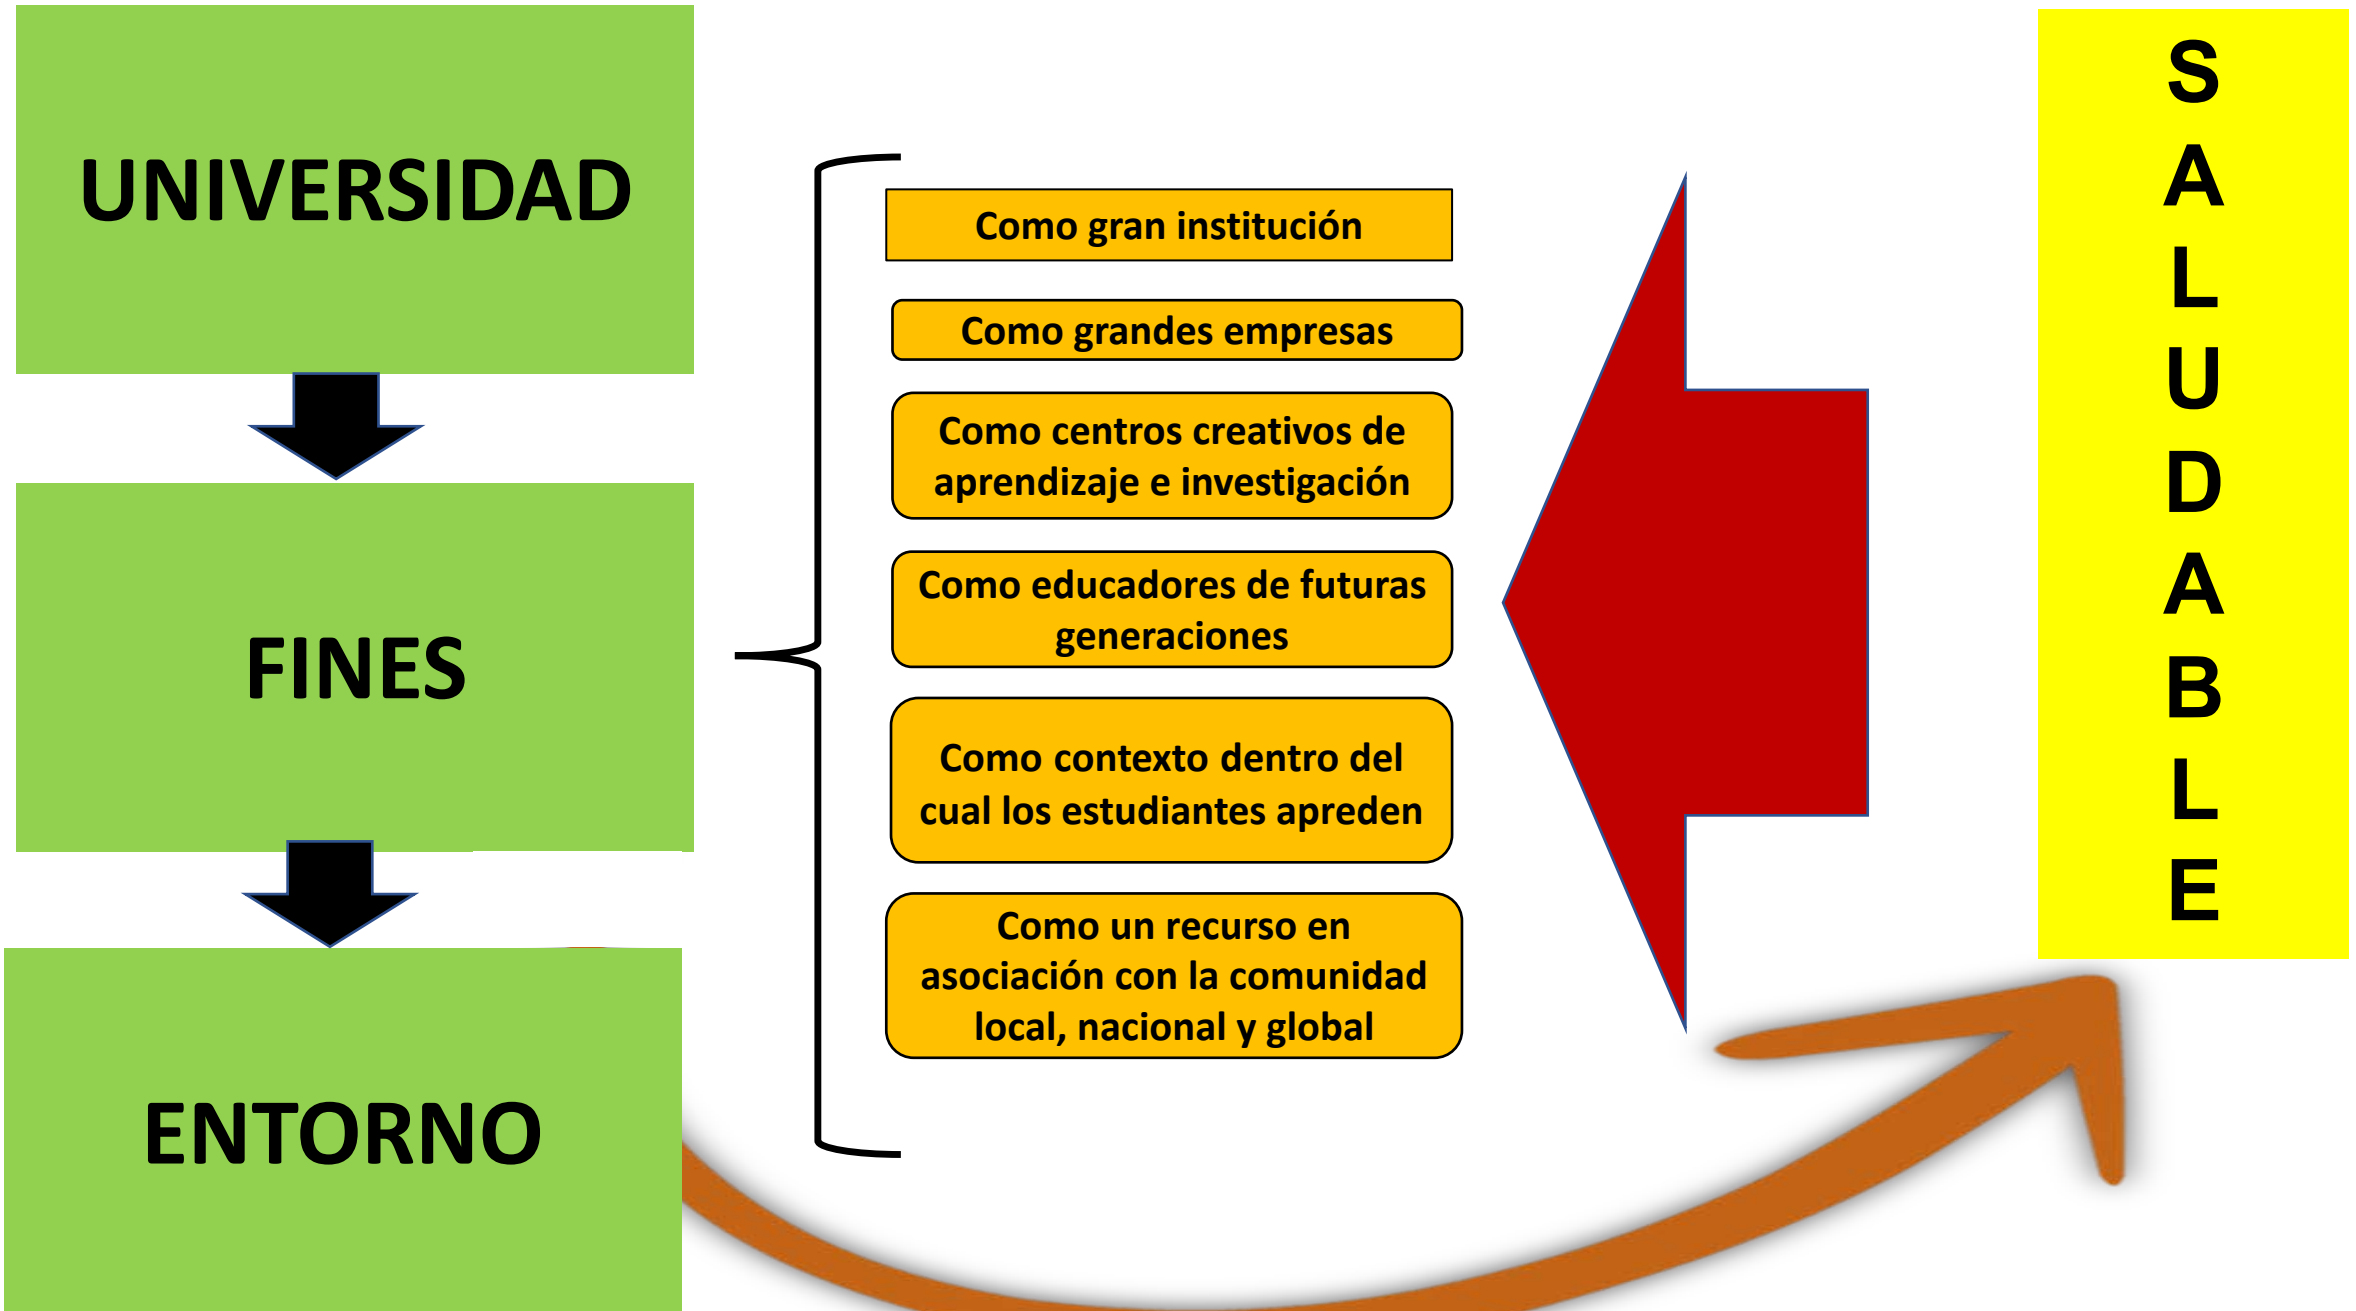 UNIVERSIDAD
FINES
ENTORNO
Como gran institución
Como grandes empresas
Como centros creativos de
aprendizaje e investigación
Como educadores de futuras
generaciones
Como contexto dentro del
cual los estudiantes apreden
Como un recurso en
asociación con la comunidad
local, nacional y global
S
A
L
U
D
A
B
L
E